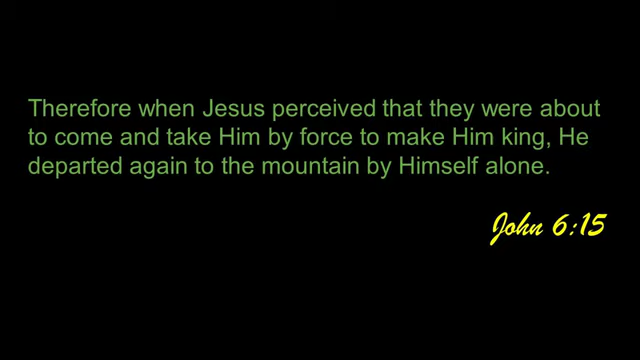 Therefore when Jesus perceived that they were about
to come and take Him by force to make Him king, He
departed again to the mountain by Himself alone.
John 6:15